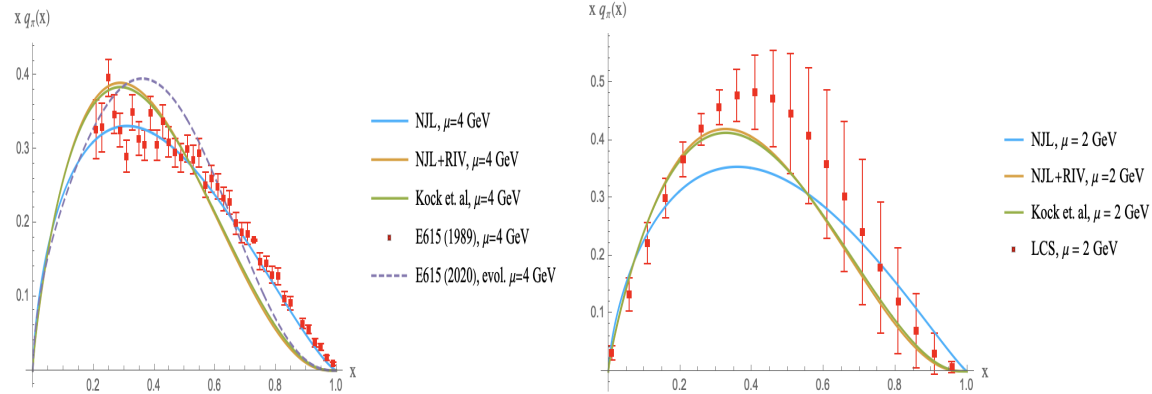 x qπ(x)
0.4
0.3
0.2
0.1
0.2
0.4
0.6
0.8
1.0
x
NJL, μ=4 GeV
NJL+RIV, μ=4 GeV
Kock et. al, μ=4 GeV
E615 (1989), μ=4 GeV
E615 (2020), evol. μ=4 GeV
x qπ(x)
0.5
0.4
0.3
0.2
0.1
0.2
0.4
0.6
0.8
1.0
x
NJL, μ = 2 GeV
NJL+RIV, μ =2 GeV
Kock et. al, μ = 2 GeV
LCS, μ = 2 GeV